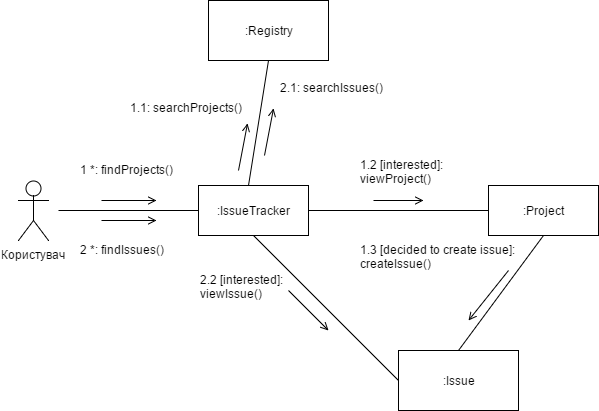 :Registry
2.1: searchIssues()
1.1: searchProjects()
1 *: findProjects()
1.2 [interested]:
viewProject()
:IssueTracker
:Project
Користувач
2 *: findIssues()
1.3 [decided to create issue]:
createIssue()
2.2 [interested]:
viewIssue()
:Issue